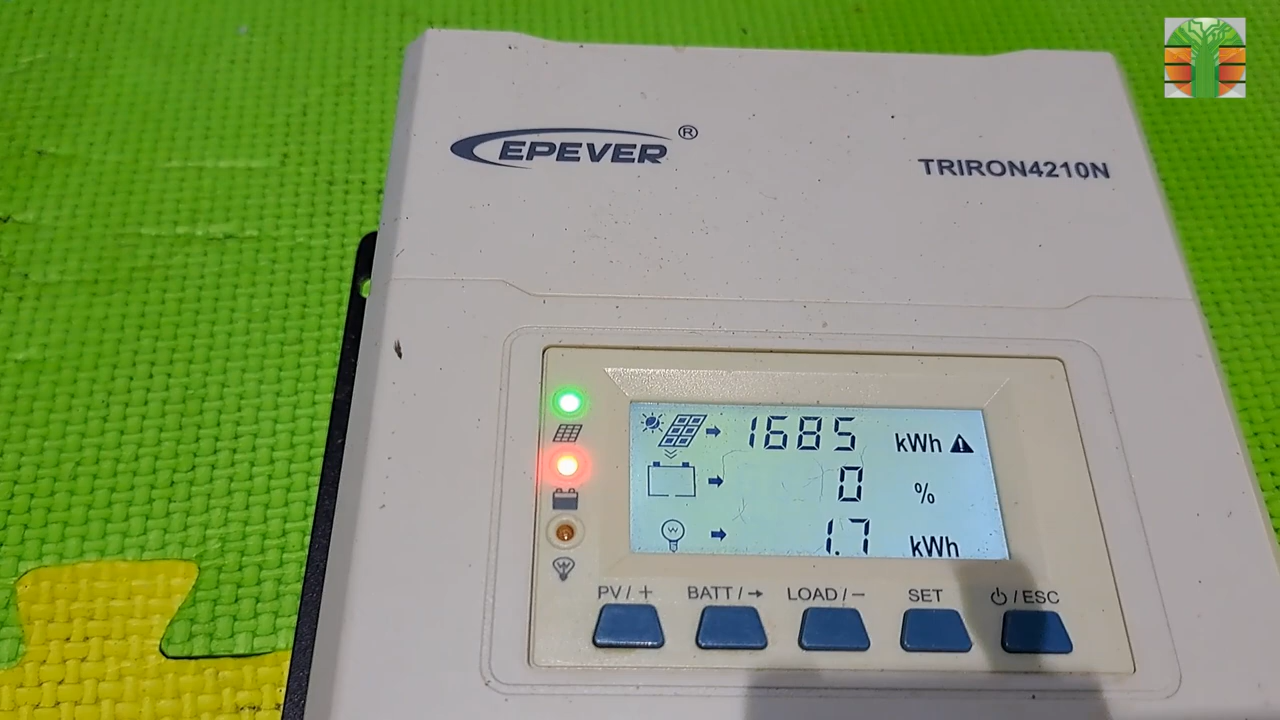 EPEVER ®
TRIRON4210N
1685 kWh
0 %
1.7 kWh
PV / + BATT / → LOAD / − SET ⏻ / ESC